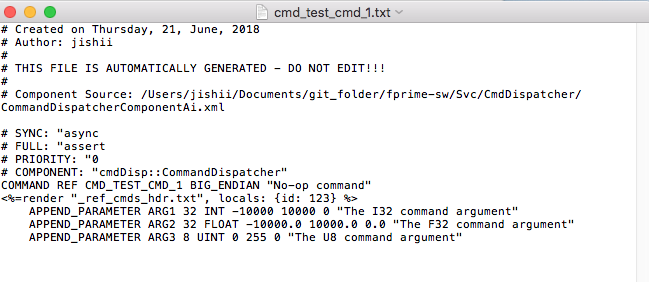 cmd_test_cmd_1.txt
# Created on Thursday, 21, June, 2018
# Author: jishii
#
# THIS FILE IS AUTOMATICALLY GENERATED - DO NOT EDIT!!!
#
# Component Source: /Users/jishii/Documents/git_folder/fprime-sw/Svc/CmdDispatcher/
CommandDispatcherComponentAi.xml
# SYNC: "async
# FULL: "assert
# PRIORITY: "0
# COMPONENT: "cmdDisp::CommandDispatcher"
COMMAND REF CMD_TEST_CMD_1 BIG_ENDIAN "No-op command"
<%=render "_ref_cmds_hdr.txt", locals: {id: 123} %>
    APPEND_PARAMETER ARG1 32 INT -10000 10000 0 "The I32 command argument"
    APPEND_PARAMETER ARG2 32 FLOAT -10000.0 10000.0 0.0 "The F32 command argument"
    APPEND_PARAMETER ARG3 8 UINT 0 255 0 "The U8 command argument"